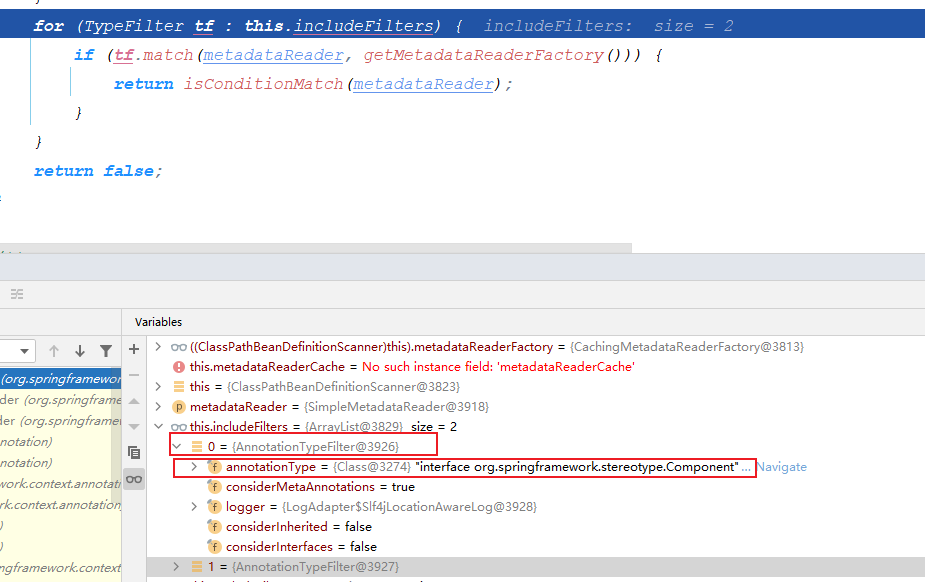 for (TypeFilter tf : this.includeFilters) { includeFilters: size = 2
if (tf.match(metadataReader, getMetadataReaderFactory())) {
return isConditionMatch(metadataReader);
}
}
return false;
Variables
((ClassPathBeanDefinitionScanner)this).metadataReaderFactory = {CachingMetadataReaderFactory@3813}
this.metadataReaderCache = No such instance field: 'metadataReaderCache'
(org.springframewor
this = {ClassPathBeanDefinitionScanner@3823}
der (org.springframe
p metadataReader = {SimpleMetadataReader@3918}
der (org.springframe
this.includeFilters = {ArrayList@3829} size = 2
nnotation)
0 = {AnnotationTypeFilter@3926}
nnotation)
f annotationType = {Class@3274} "interface org.springframework.stereotype.Component" ... Navigate
work.context.annotati
f considerMetaAnnotations = true
rk.context.annotation
f logger = {LogAdapter$Slf4jLocationAwareLog@3928}
)
f considerInherited = false
)
f considerInterfaces = false
ngframework.context
1 = {AnnotationTypeFilter@3927}